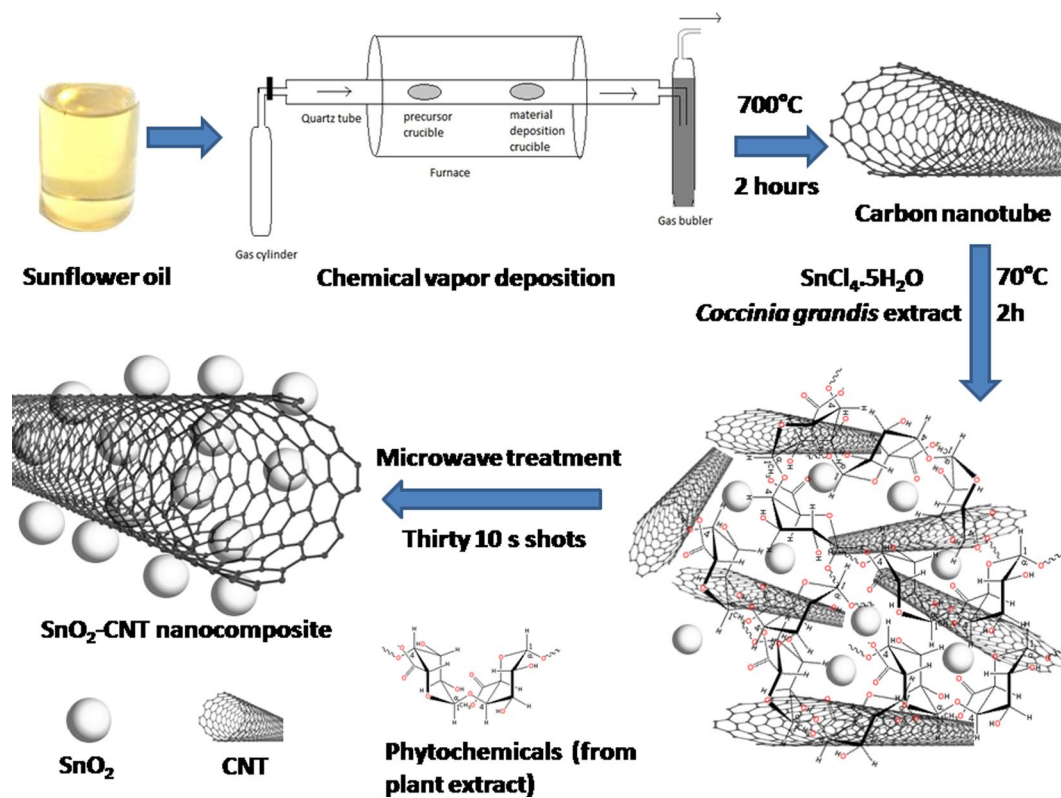 Sunflower oil
Quartz tube
precursor
crucible
material
deposition
crucible
Furnace
Gas cylinder
Gas bubler
Chemical vapor deposition
700°C
2 hours
Carbon nanotube
SnCl₄.5H₂O
Coccinia grandis extract
70°C
2h
Microwave treatment
Thirty 10 s shots
SnO₂-CNT nanocomposite
SnO₂
CNT
Phytochemicals (from
plant extract)